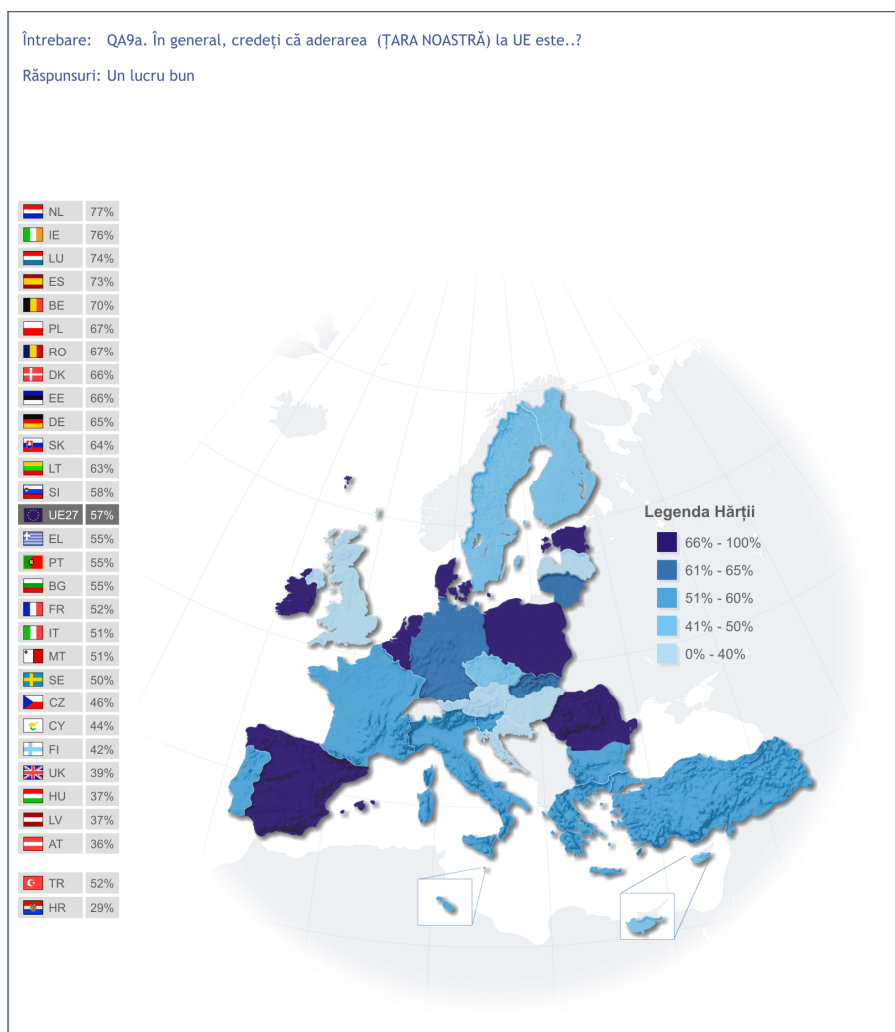 Întrebare: QA9a. În general, credeți că aderarea (ȚARA NOASTRĂ) la UE este..?
Răspunsuri: Un lucru bun
NL 77%
IE 76%
LU 74%
ES 73%
BE 70%
PL 67%
RO 67%
DK 66%
EE 66%
DE 65%
SK 64%
LT 63%
SI 58%
UE27 57%
EL 55%
PT 55%
BG 55%
FR 52%
IT 51%
MT 51%
SE 50%
CZ 46%
CY 44%
FI 42%
UK 39%
HU 37%
LV 37%
AT 36%
TR 52%
HR 29%
Legenda Hărții
66% - 100%
61% - 65%
51% - 60%
41% - 50%
0% - 40%